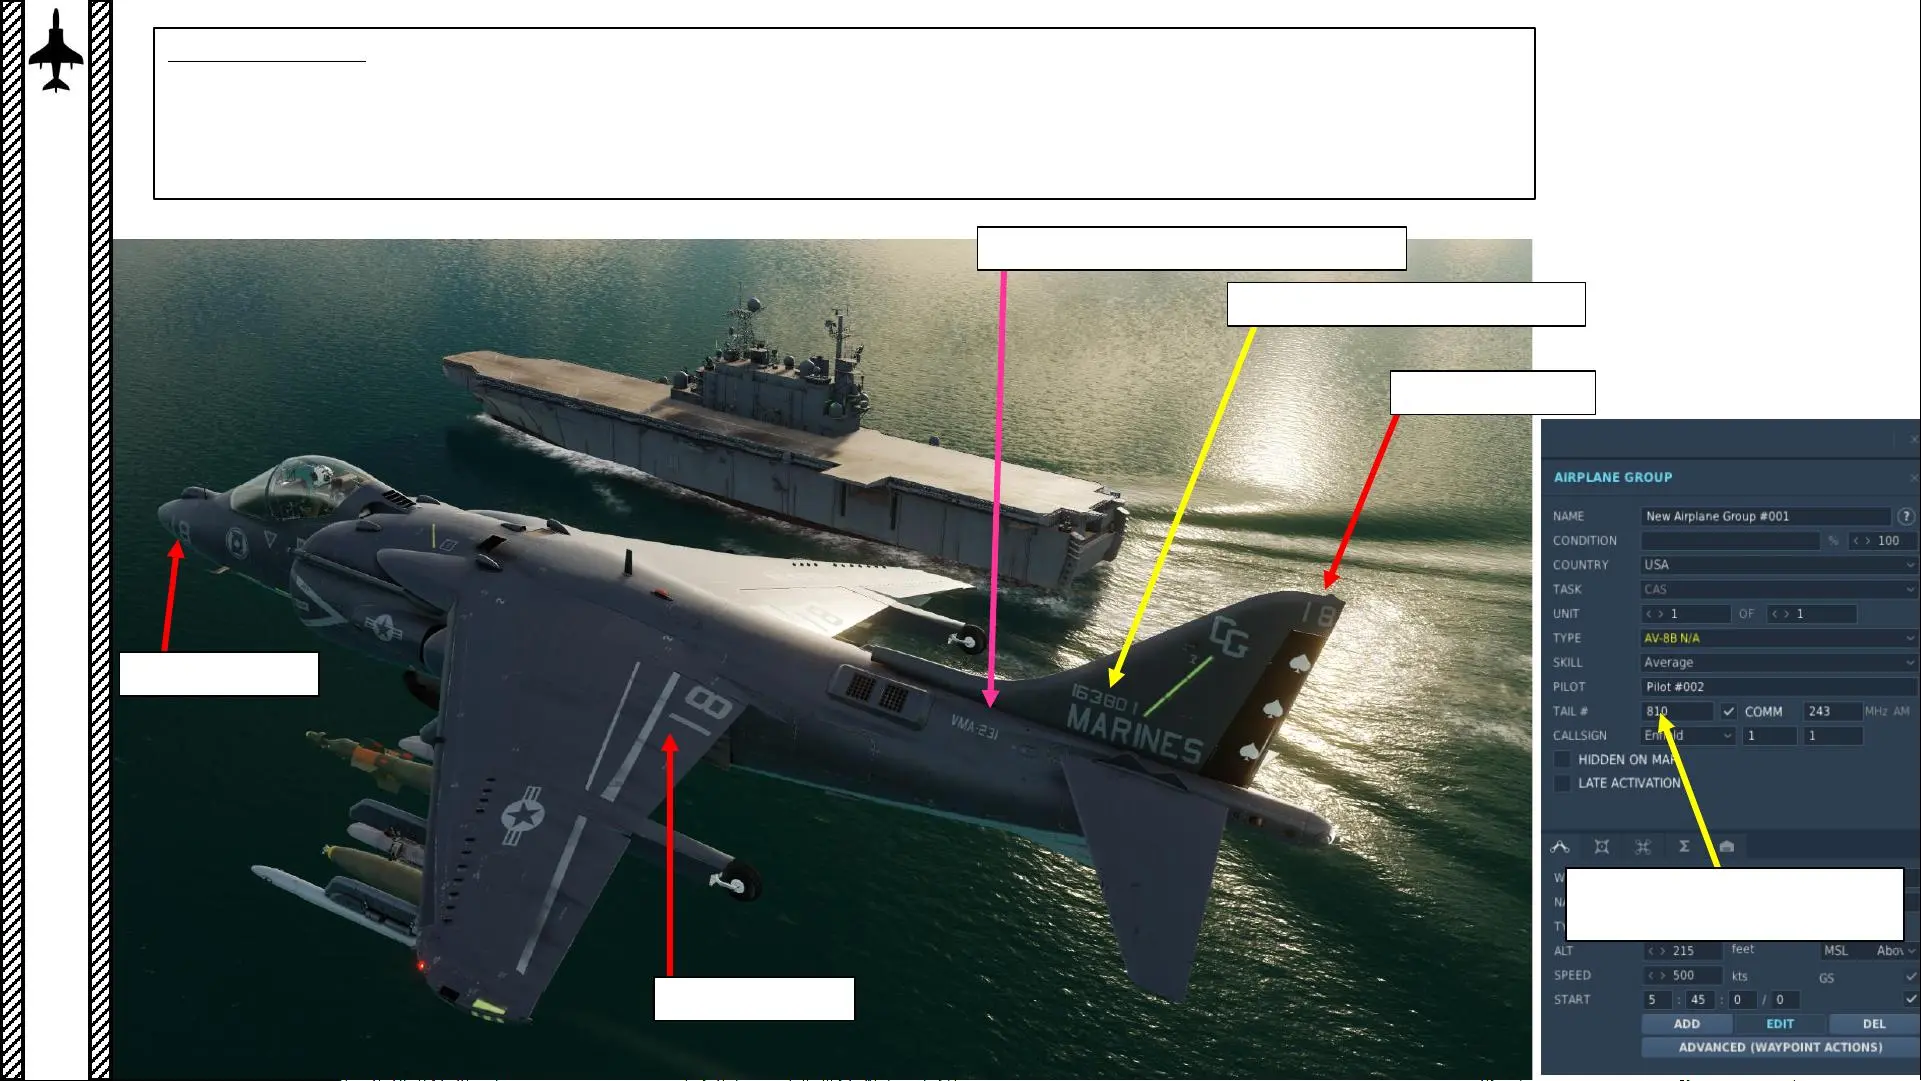 18
18
CG
18
163801
MARINES
VMA-231
18
AIRPLANE GROUP
NAME New Airplane Group #001 ?
CONDITION % < > 100
COUNTRY USA
TASK CAS
UNIT < > 1 OF < > 1
TYPE AV-8B N/A
SKILL Average
PILOT Pilot #002
TAIL # 810 COMM 243 MHz AM
CALLSIGN 1 1
HIDDEN ON MAP
LATE ACTIVATION
ALT < > 215 feet MSL
SPEED < > 500 kts GS
START 5 : 45 : 0 / 0
ADD EDIT DEL
ADVANCED (WAYPOINT ACTIONS)